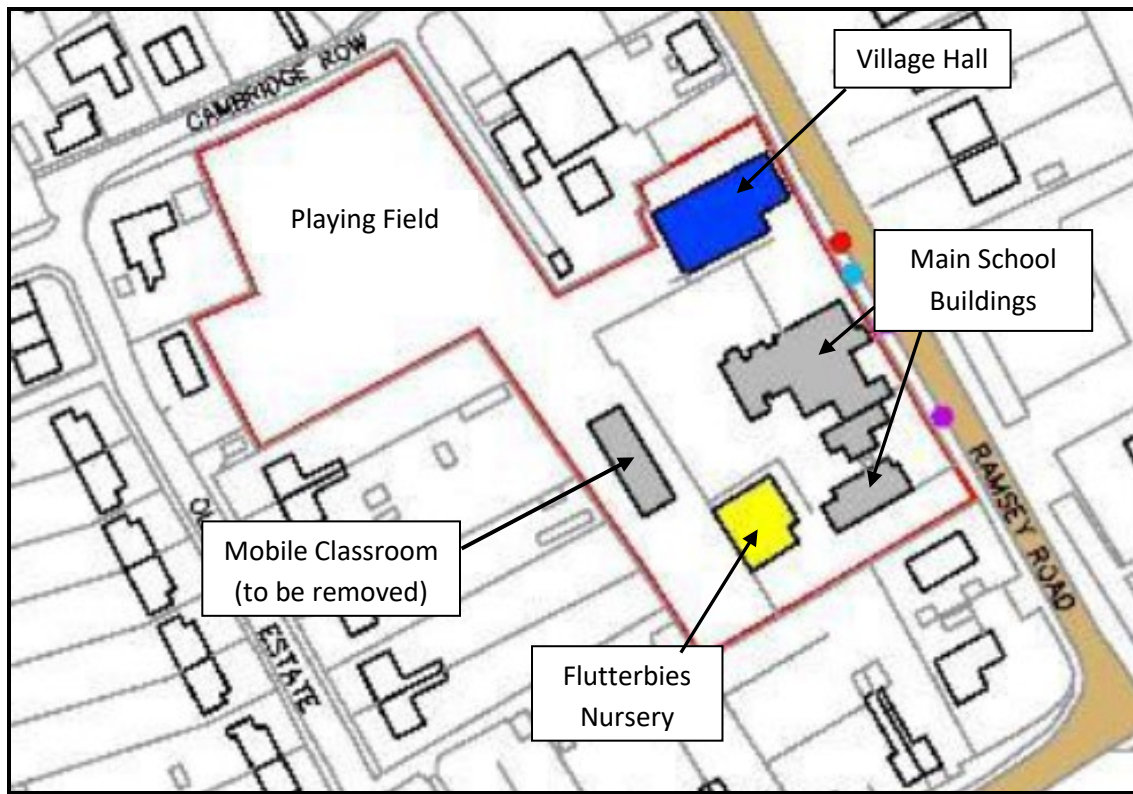 Village Hall
CAMBRIDGE ROW
Playing Field
Main School
Buildings
RAMSEY ROAD
Mobile Classroom
(to be removed)
ESTATE
Flutterbies
Nursery